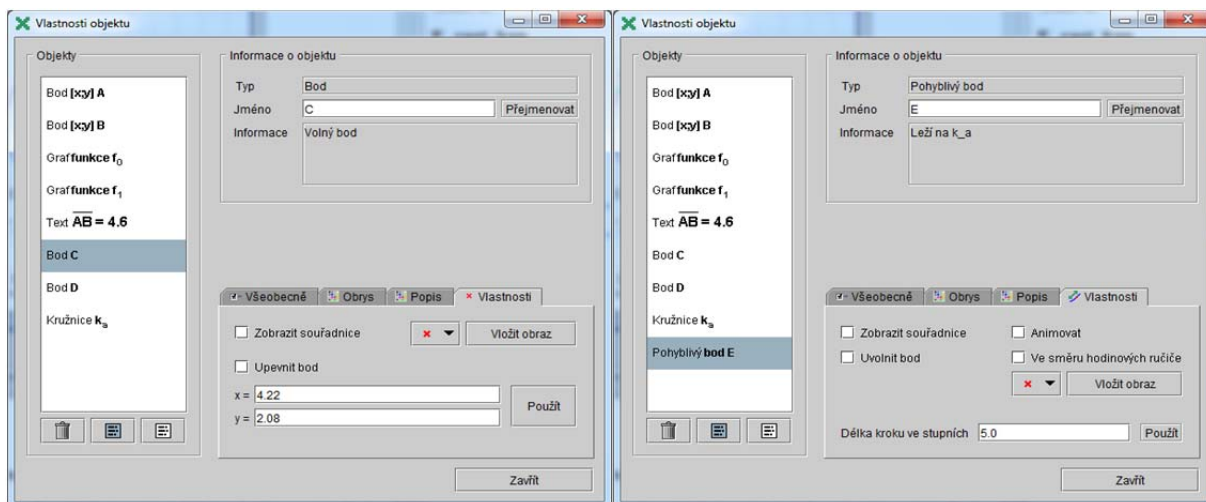 Vlastnosti objektu
Objekty
Bod [x;y] A
Bod [x;y] B
Graf funkce f0
Graf funkce f1
Text AB = 4.6
Bod C
Bod D
Kružnice ka
Informace o objektu
Typ Bod
Jméno C Přejmenovat
Informace Volný bod
Všeobecně Obrys Popis Vlastnosti
Zobrazit souřadnice Vložit obraz
Upevnit bod
x = 4.22
y = 2.08
Použít
Zavřít
Vlastnosti objektu
Objekty
Bod [x;y] A
Bod [x;y] B
Graf funkce f0
Graf funkce f1
Text AB = 4.6
Bod C
Bod D
Kružnice ka
Pohyblivý bod E
Informace o objektu
Typ Pohyblivý bod
Jméno E Přejmenovat
Informace Leží na k_a
Všeobecně Obrys Popis Vlastnosti
Zobrazit souřadnice Animovat
Uvolnit bod Ve směru hodinových ručiče
Vložit obraz
Délka kroku ve stupních 5.0 Použít
Zavřít